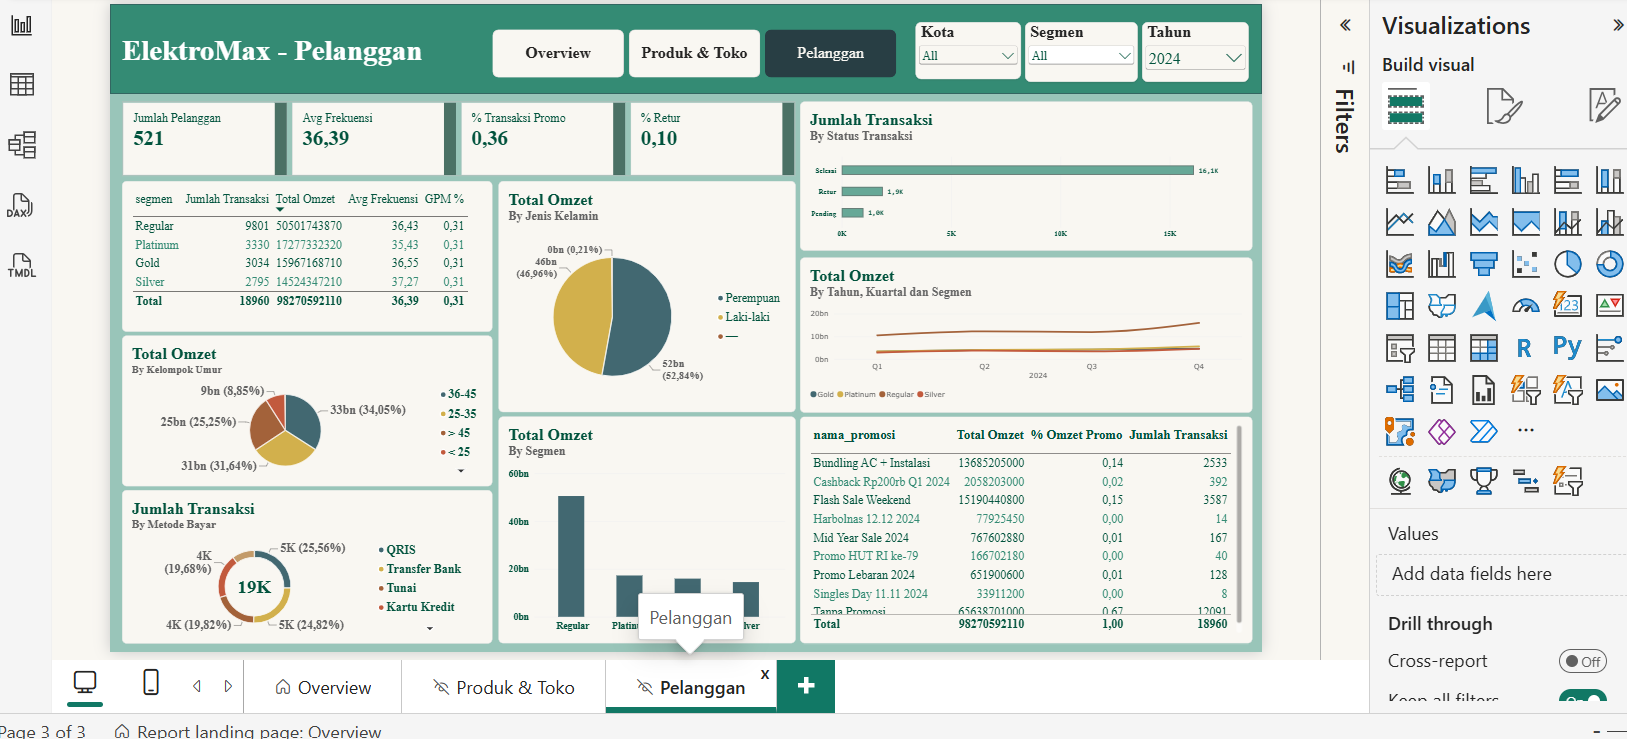 ElektroMax - Pelanggan
Overview
Produk & Toko
Pelanggan
Kota
All
Segmen
All
Tahun
2024
Jumlah Pelanggan
521
Avg Frekuensi
36,39
% Transaksi Promo
0,36
% Retur
0,10
segmen Jumlah Transaksi Total Omzet Avg Frekuensi GPM %
Regular 9801 50501743870 36,43 0,31
Platinum 3330 17277332320 35,43 0,31
Gold 3034 15967168710 36,55 0,31
Silver 2795 14524347210 37,27 0,31
Total 18960 98270592110 36,39 0,31
Total Omzet
By Kelompok Umur
9bn (8,85%)
33bn (34,05%)
25bn (25,25%)
31bn (31,64%)
36-45
25-35
> 45
< 25
Jumlah Transaksi
By Metode Bayar
5K (25,56%)
4K
(19,68%)
19K
4K (19,82%)
5K (24,82%)
QRIS
Transfer Bank
Tunai
Kartu Kredit
Total Omzet
By Jenis Kelamin
0bn (0,21%)
46bn
(46,96%)
52bn
(52,84%)
Perempuan
Laki-laki
—
Total Omzet
By Segmen
60bn
40bn
20bn
0bn
Regular
Pelanggan
Jumlah Transaksi
By Status Transaksi
Selesai 16,1K
Retur 1,9K
Pending 1,0K
0K 5K 10K 15K
Total Omzet
By Tahun, Kuartal dan Segmen
20bn
10bn
0bn
Q1 Q2 Q3 Q4
2024
Gold Platinum Regular Silver
nama_promosi Total Omzet % Omzet Promo Jumlah Transaksi
Bundling AC + Instalasi 13685205000 0,14 2533
Cashback Rp200rb Q1 2024 2058203000 0,02 392
Flash Sale Weekend 15190440800 0,15 3587
Harbolnas 12.12 2024 77925450 0,00 14
Mid Year Sale 2024 767602880 0,01 167
Promo HUT RI ke-79 166702180 0,00 40
Promo Lebaran 2024 651900600 0,01 128
Singles Day 11.11 2024 33911200 0,00 8
Tanpa Promosi 65638701000 0,67 12091
Total 98270592110 1,00 18960
DAX
TMDL
Filters
Visualizations
Build visual
123
R
Py
Values
Add data fields here
Drill through
Cross-report
Off
Keep all filters
On
Overview
Produk & Toko
Pelanggan
x
+
Page 3 of 3
Report landing page: Overview